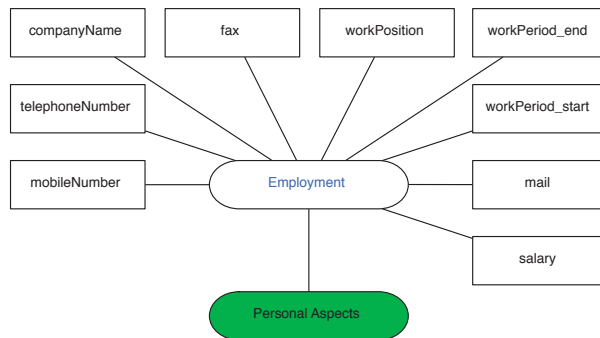 companyName
fax
workPosition
workPeriod_end
telephoneNumber
workPeriod_start
mobileNumber
Employment
mail
salary
Personal Aspects